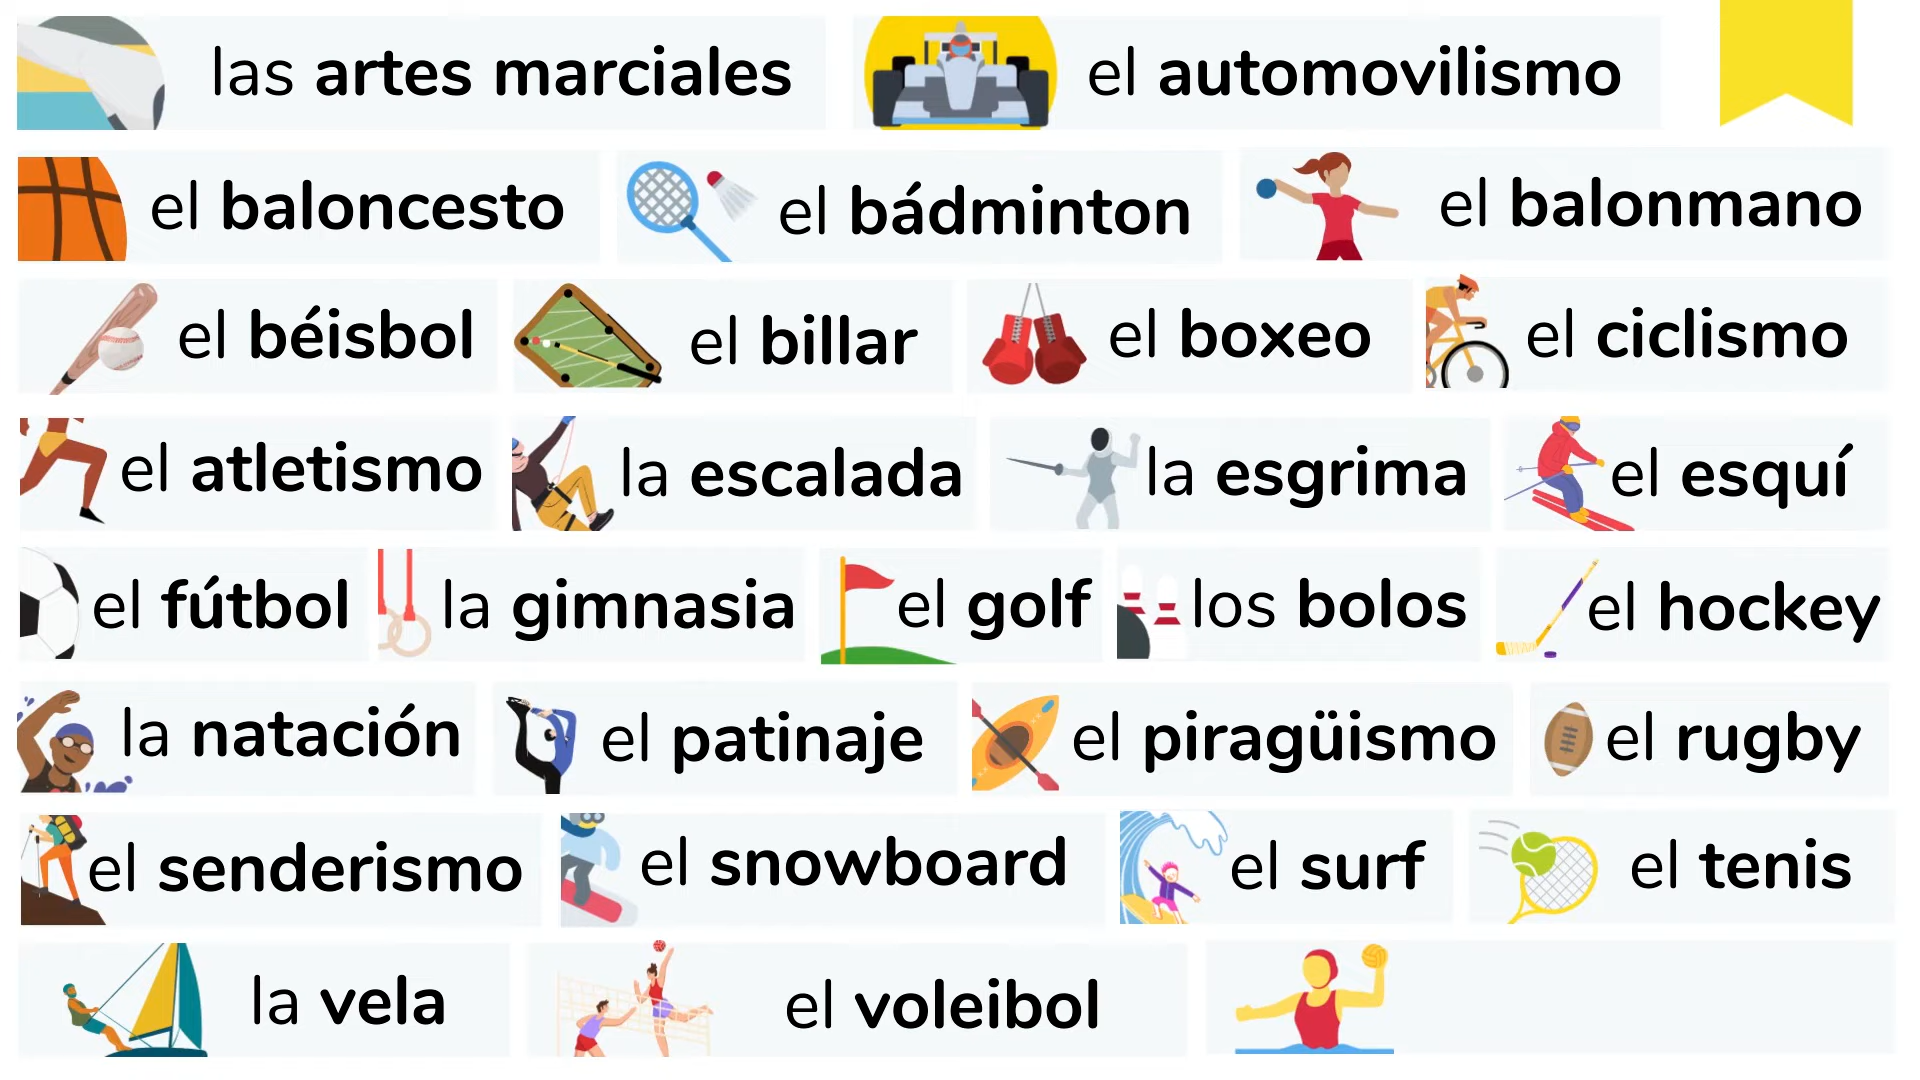 las artes marciales el automovilismo
el baloncesto el bádminton el balonmano
el béisbol el billar el boxeo el ciclismo
el atletismo la escalada la esgrima el esquí
el fútbol la gimnasia el golf los bolos el hockey
la natación el patinaje el piragüismo el rugby
el senderismo el snowboard el surf el tenis
la vela el voleibol